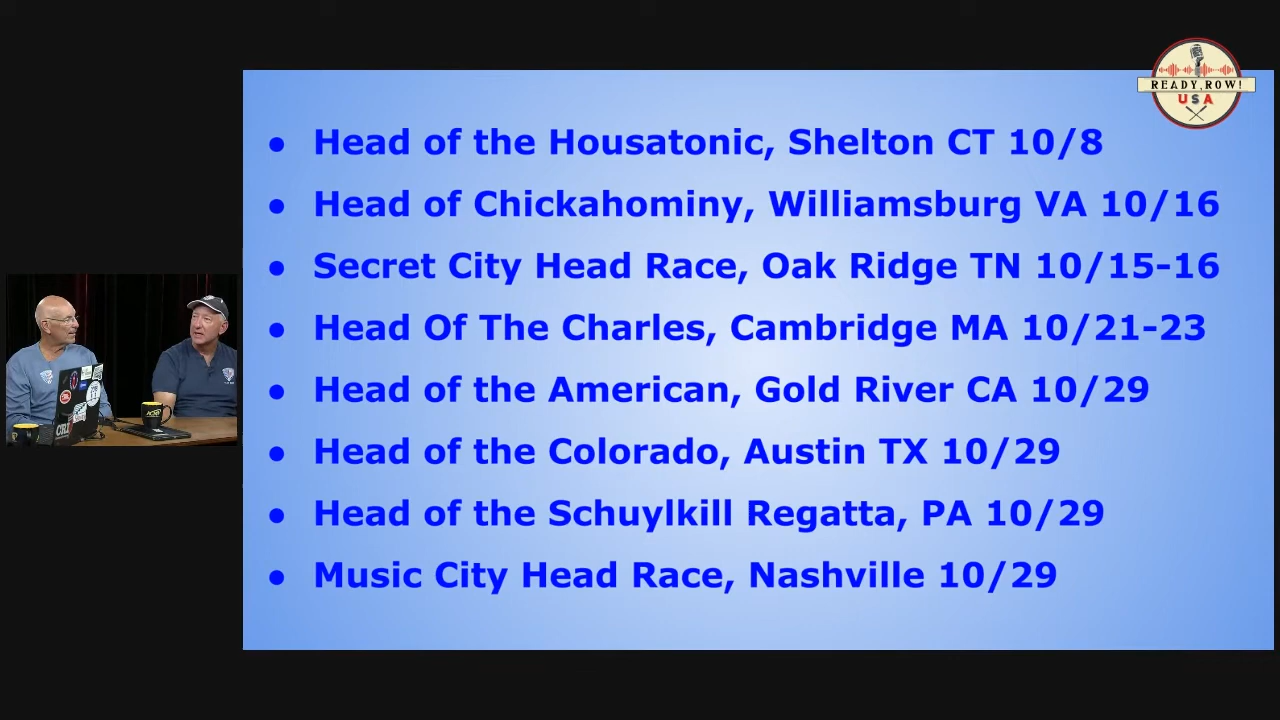 READY,ROW!
USA
● Head of the Housatonic, Shelton CT 10/8
● Head of Chickahominy, Williamsburg VA 10/16
● Secret City Head Race, Oak Ridge TN 10/15-16
● Head Of The Charles, Cambridge MA 10/21-23
● Head of the American, Gold River CA 10/29
● Head of the Colorado, Austin TX 10/29
● Head of the Schuylkill Regatta, PA 10/29
● Music City Head Race, Nashville 10/29